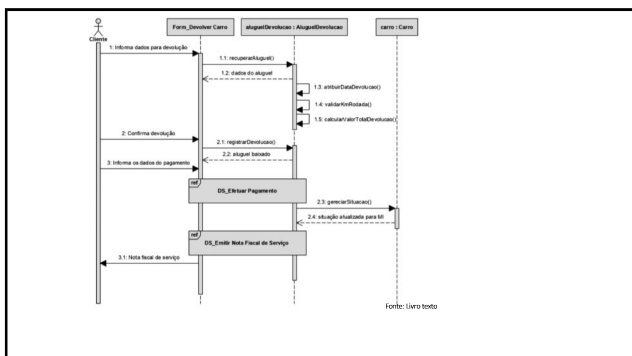 Form_Devolver Carro
aluguelDevolucao : AluguelDevolucao
carro : Carro
Cliente
1: Informa dados para devolução
1.1: recuperarAluguel()
1.2: dados do aluguel
1.3: atribuirDataDevolucao()
1.4: validarKmRodada()
1.5: calcularValorTotalDevolucao()
2: Confirma devolução
2.1: registrarDevolucao()
2.2: aluguel baixado
3: Informa os dados do pagamento
ref
DS_Efetuar Pagamento
2.3: gereciarSituacao()
2.4: situação atualizada para MI
ref
DS_Emitir Nota Fiscal de Serviço
3.1: Nota fiscal de serviço
Fonte: Livro texto